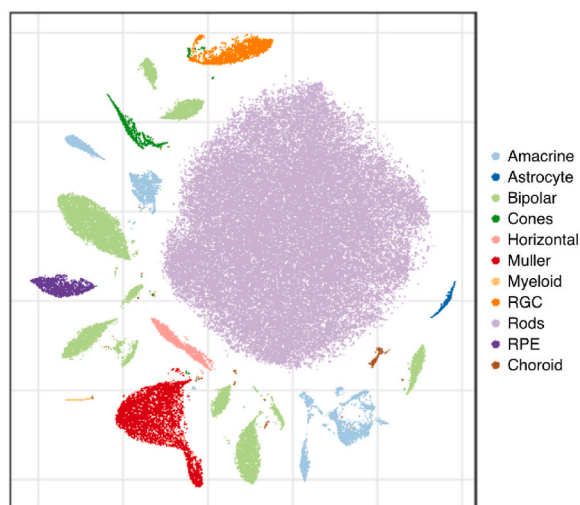 Amacrine
Astrocyte
Bipolar
Cones
Horizontal
Muller
Myeloid
RGC
Rods
RPE
Choroid